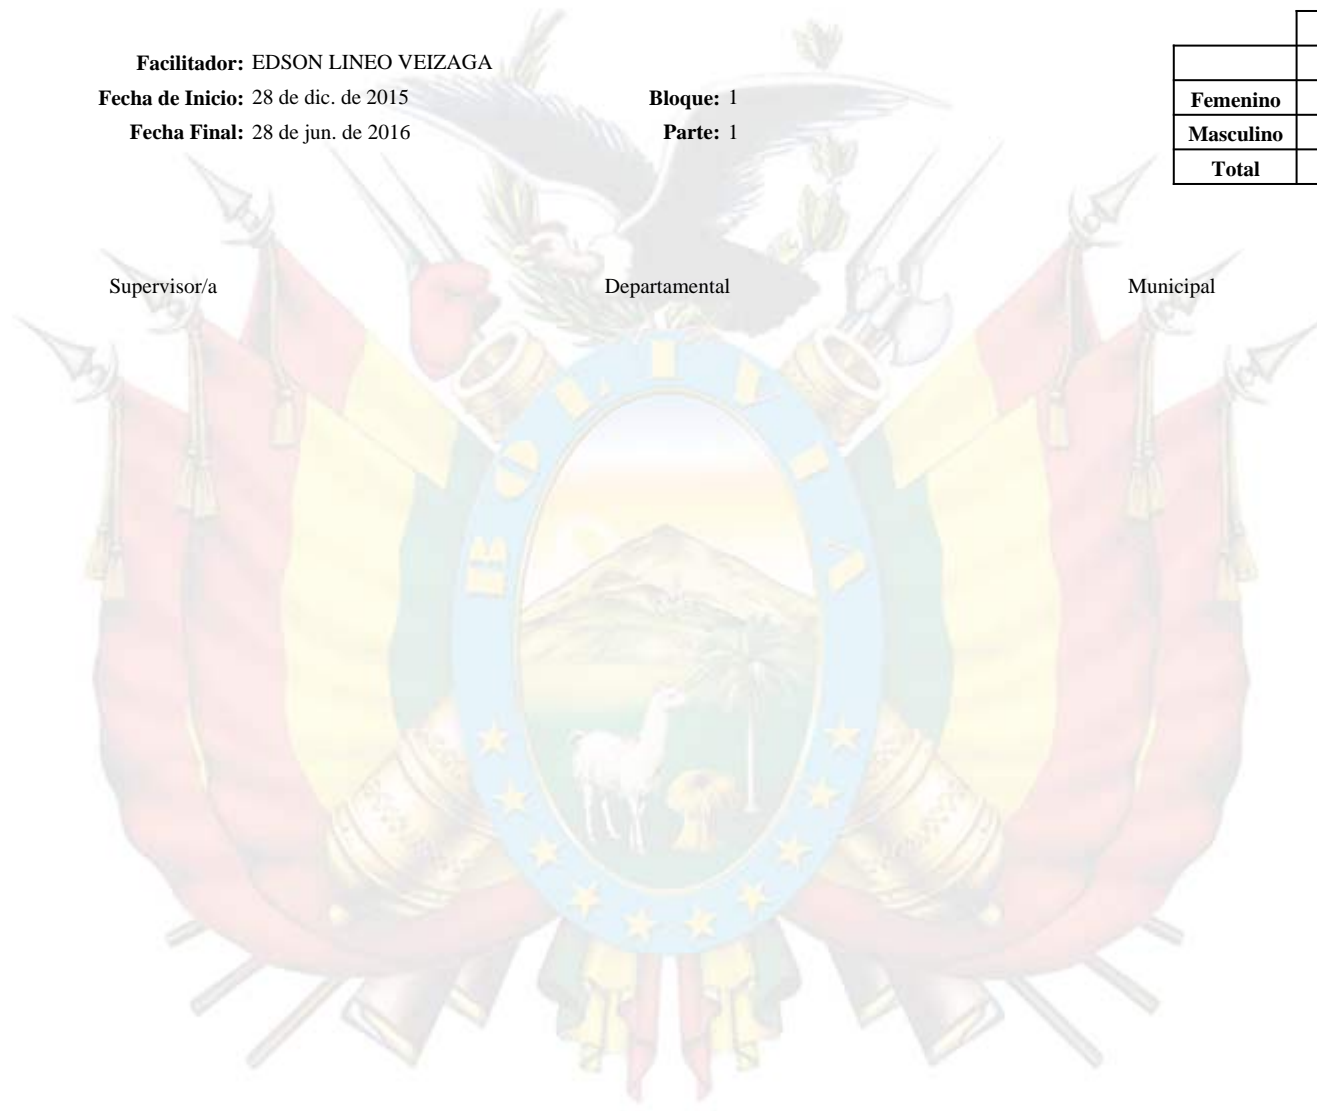 Facilitador: EDSON LINEO VEIZAGA
Fecha de Inicio: 28 de dic. de 2015 Bloque: 1
Fecha Final: 28 de jun. de 2016 Parte: 1
Femenino
Masculino
Total
Supervisor/a Departamental Municipal
BOLIVIA